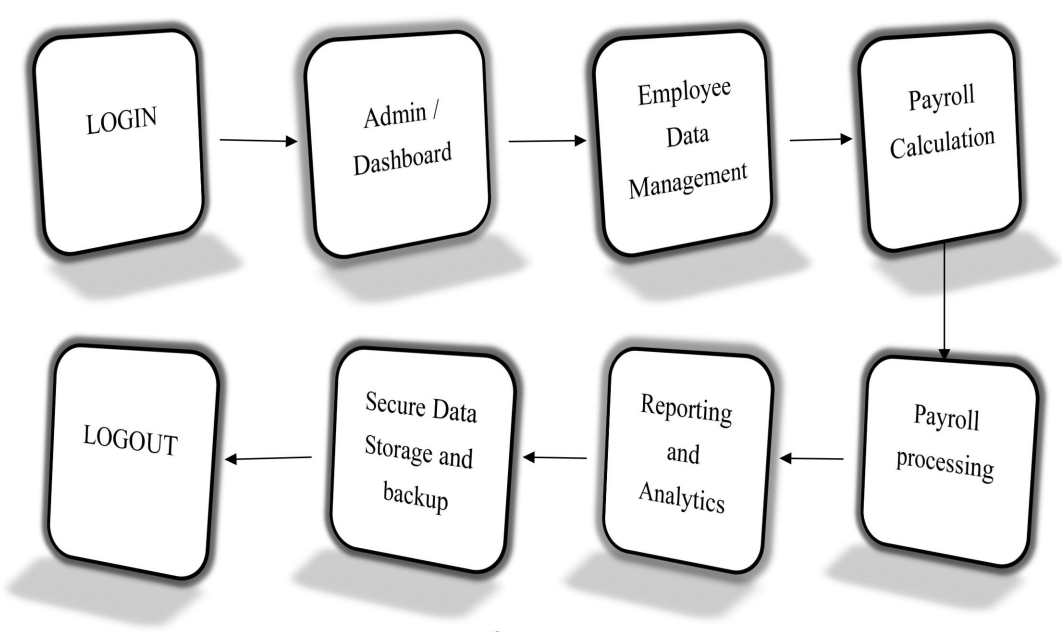 LOGIN
Admin /
Dashboard
Employee
Data
Management
Payroll
Calculation
Payroll
processing
Reporting
and
Analytics
Secure Data
Storage and
backup
LOGOUT